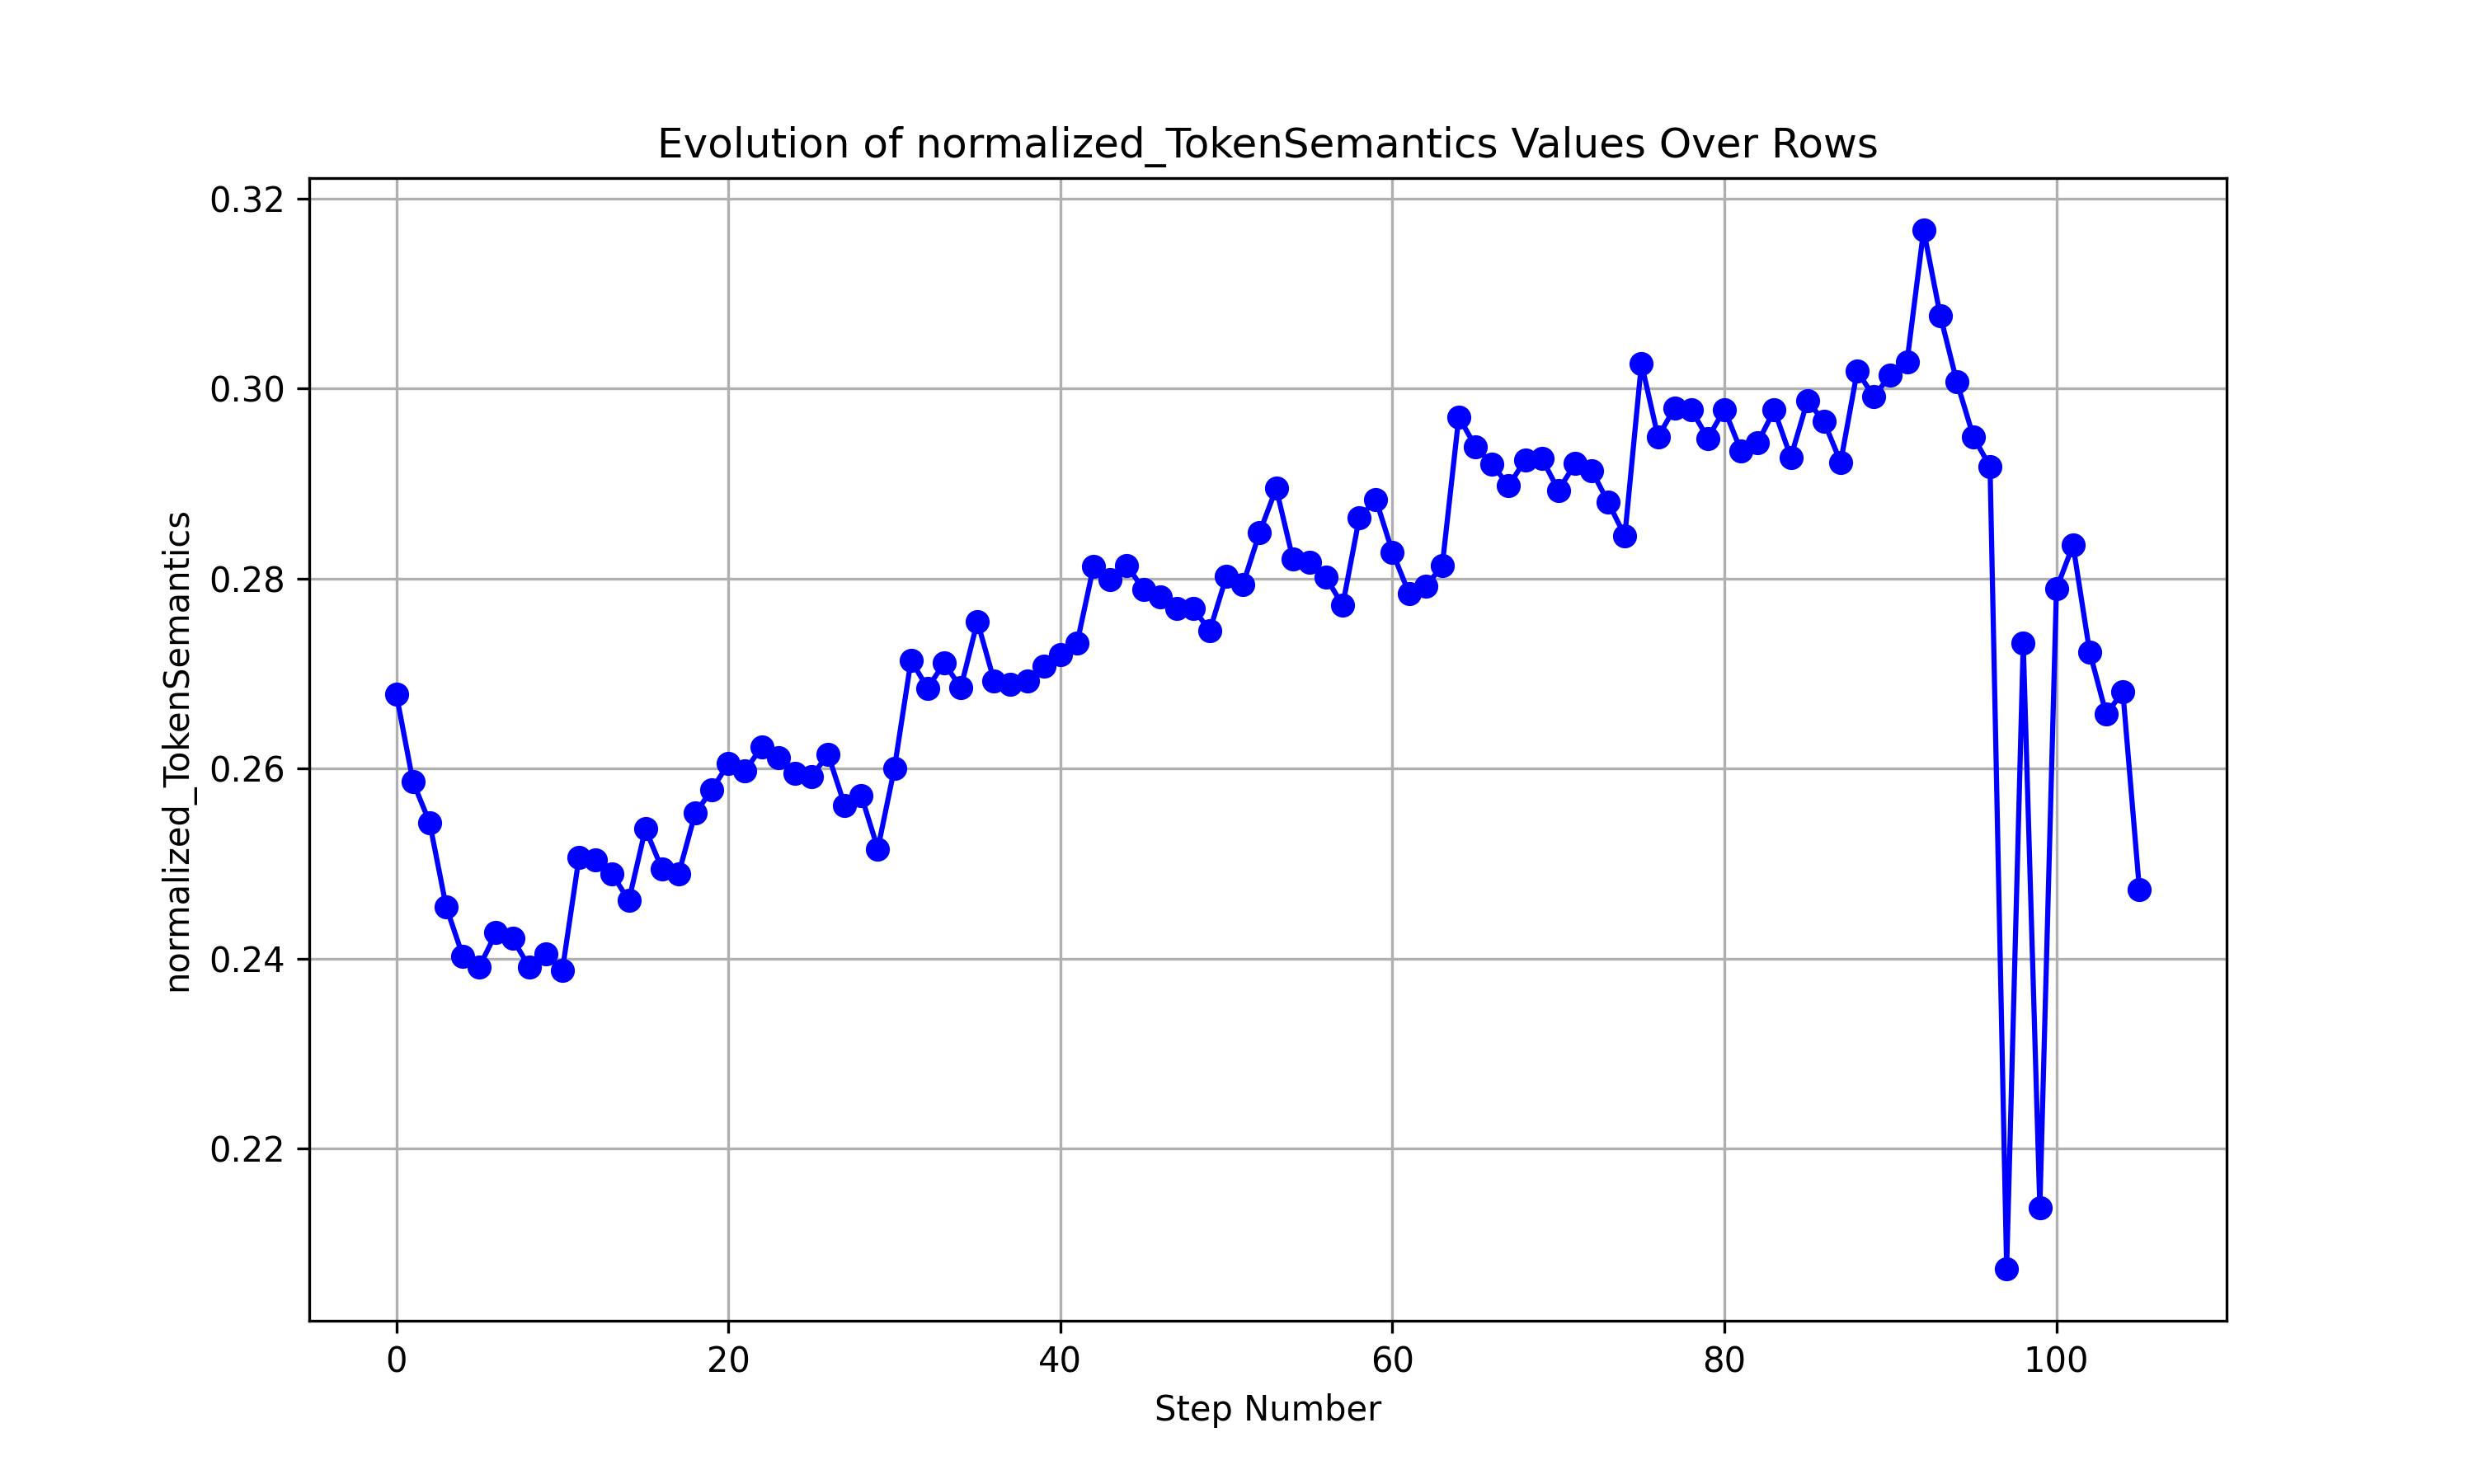 Evolution of normalized_TokenSemantics Values Over Rows
normalized_TokenSemantics
0.32
0.30
0.28
0.26
0.24
0.22
0 20 40 60 80 100
Step Number